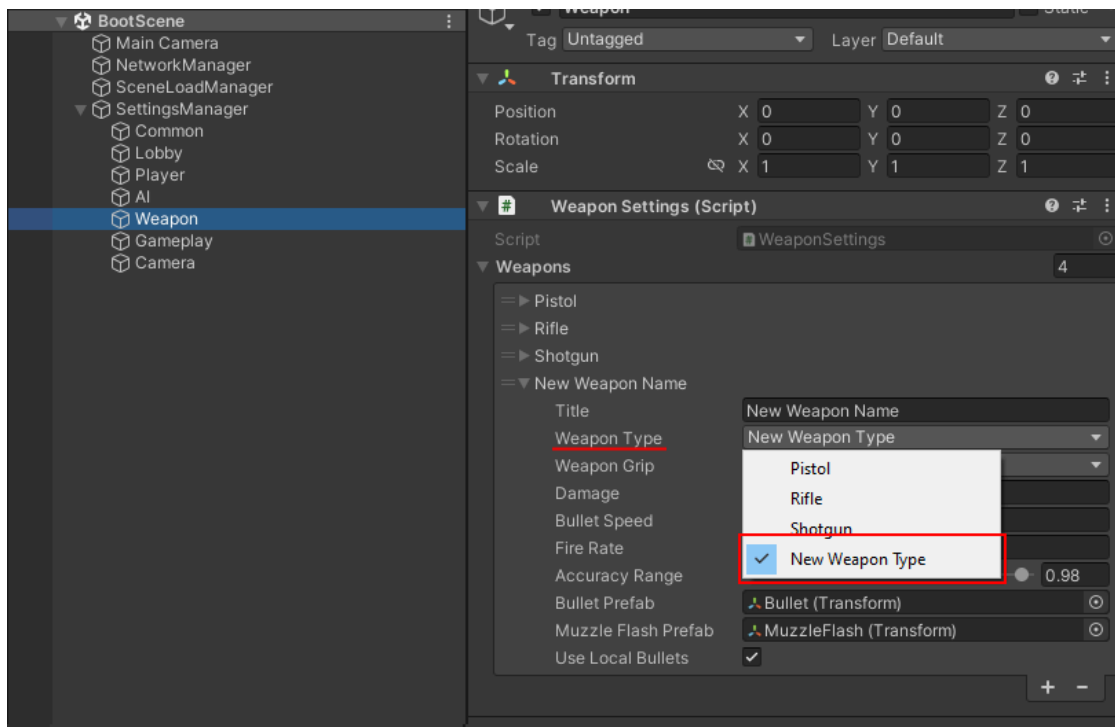 BootScene
Main Camera
NetworkManager
SceneLoadManager
SettingsManager
Common
Lobby
Player
AI
Weapon
Gameplay
Camera
Weapon Static
Tag Untagged Layer Default
Transform
Position X 0 Y 0 Z 0
Rotation X 0 Y 0 Z 0
Scale X 1 Y 1 Z 1
# Weapon Settings (Script)
Script # WeaponSettings
Weapons 4
Pistol
Rifle
Shotgun
New Weapon Name
Title New Weapon Name
Weapon Type New Weapon Type
Weapon Grip
Damage
Bullet Speed
Fire Rate
Accuracy Range 0.98
Pistol
Rifle
Shotgun
New Weapon Type
Bullet Prefab Bullet (Transform)
Muzzle Flash Prefab MuzzleFlash (Transform)
Use Local Bullets
+ -